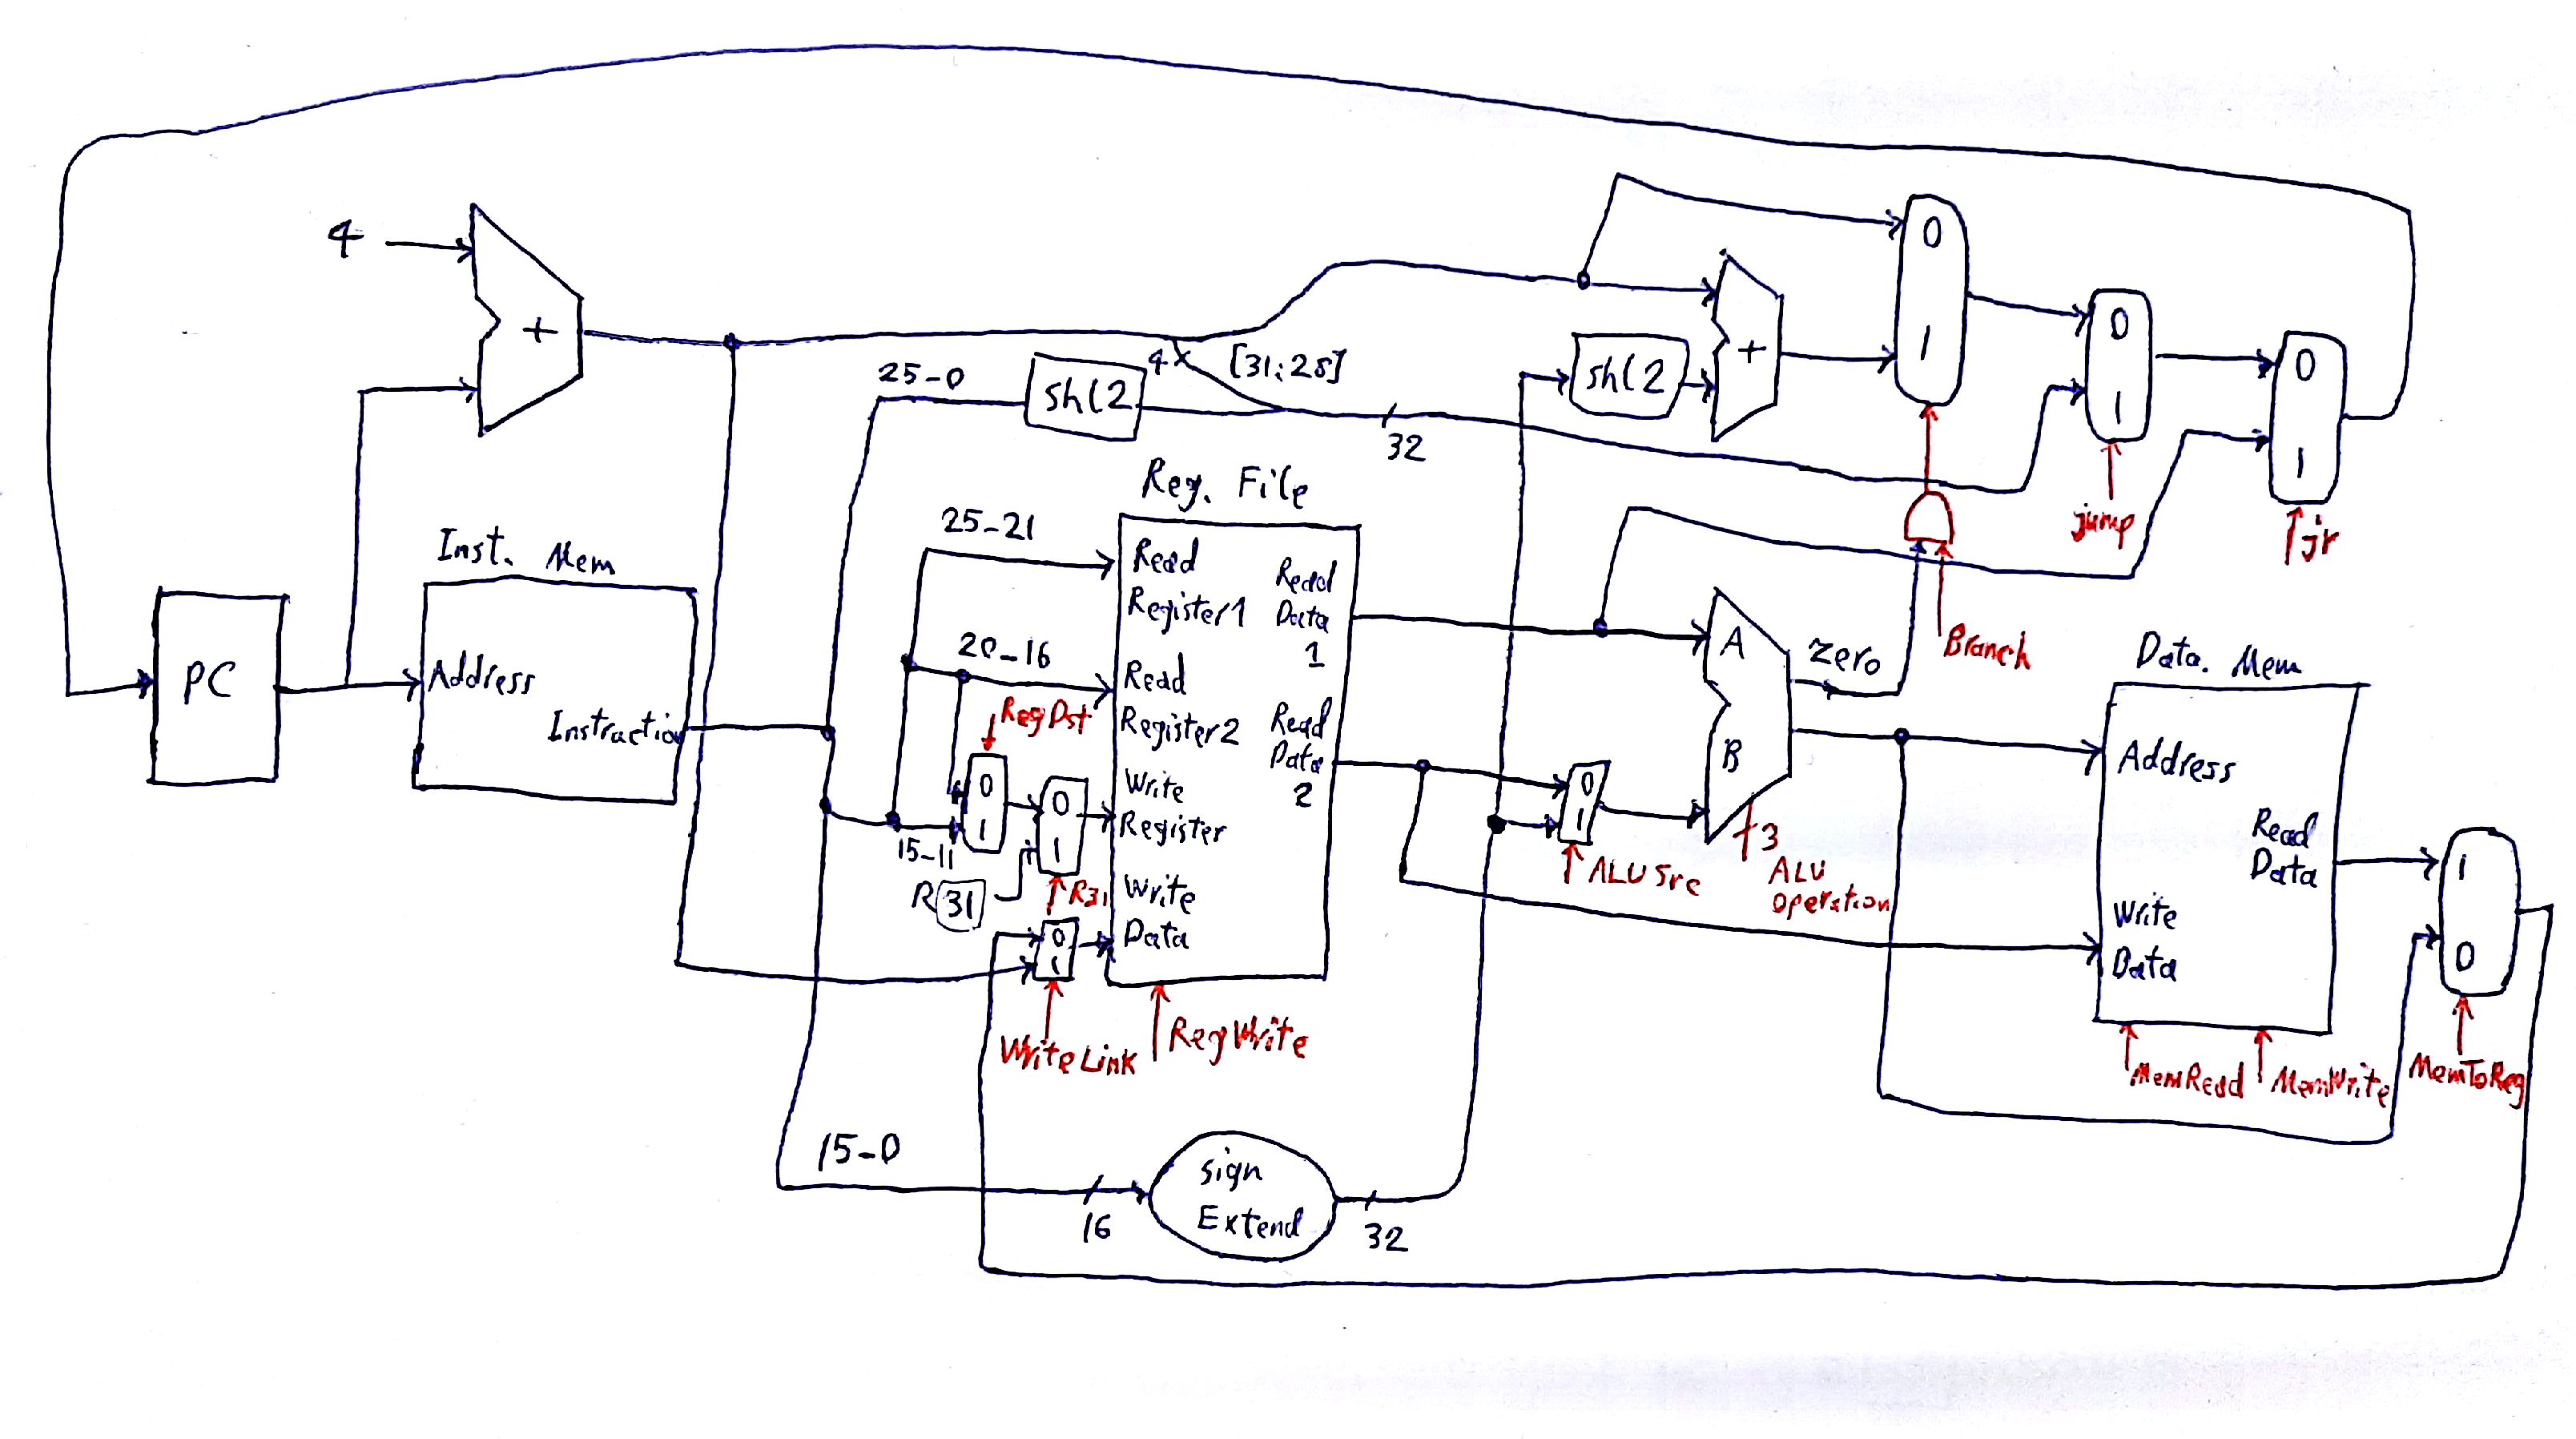 4
+
PC
Inst. Mem
Address
Instruction
25-0
sh(2
4
[31:28]
32
Reg. File
25-21
Read
Register1
20-16
Read
Register2
RegDst
0
1
15-11
0
1
R31
R31
Write
Register
Write
Data
0
1
WriteLink
RegWrite
Read
Data
1
Read
Data
2
15-0
16
sign
Extend
32
sh(2
+
0
1
0
1
jump
0
1
jr
Branch
A
B
zero
3
ALU
Operation
0
1
ALU Src
Data. Mem
Address
Read
Data
Write
Data
MemRead
MemWrite
1
0
MemToReg